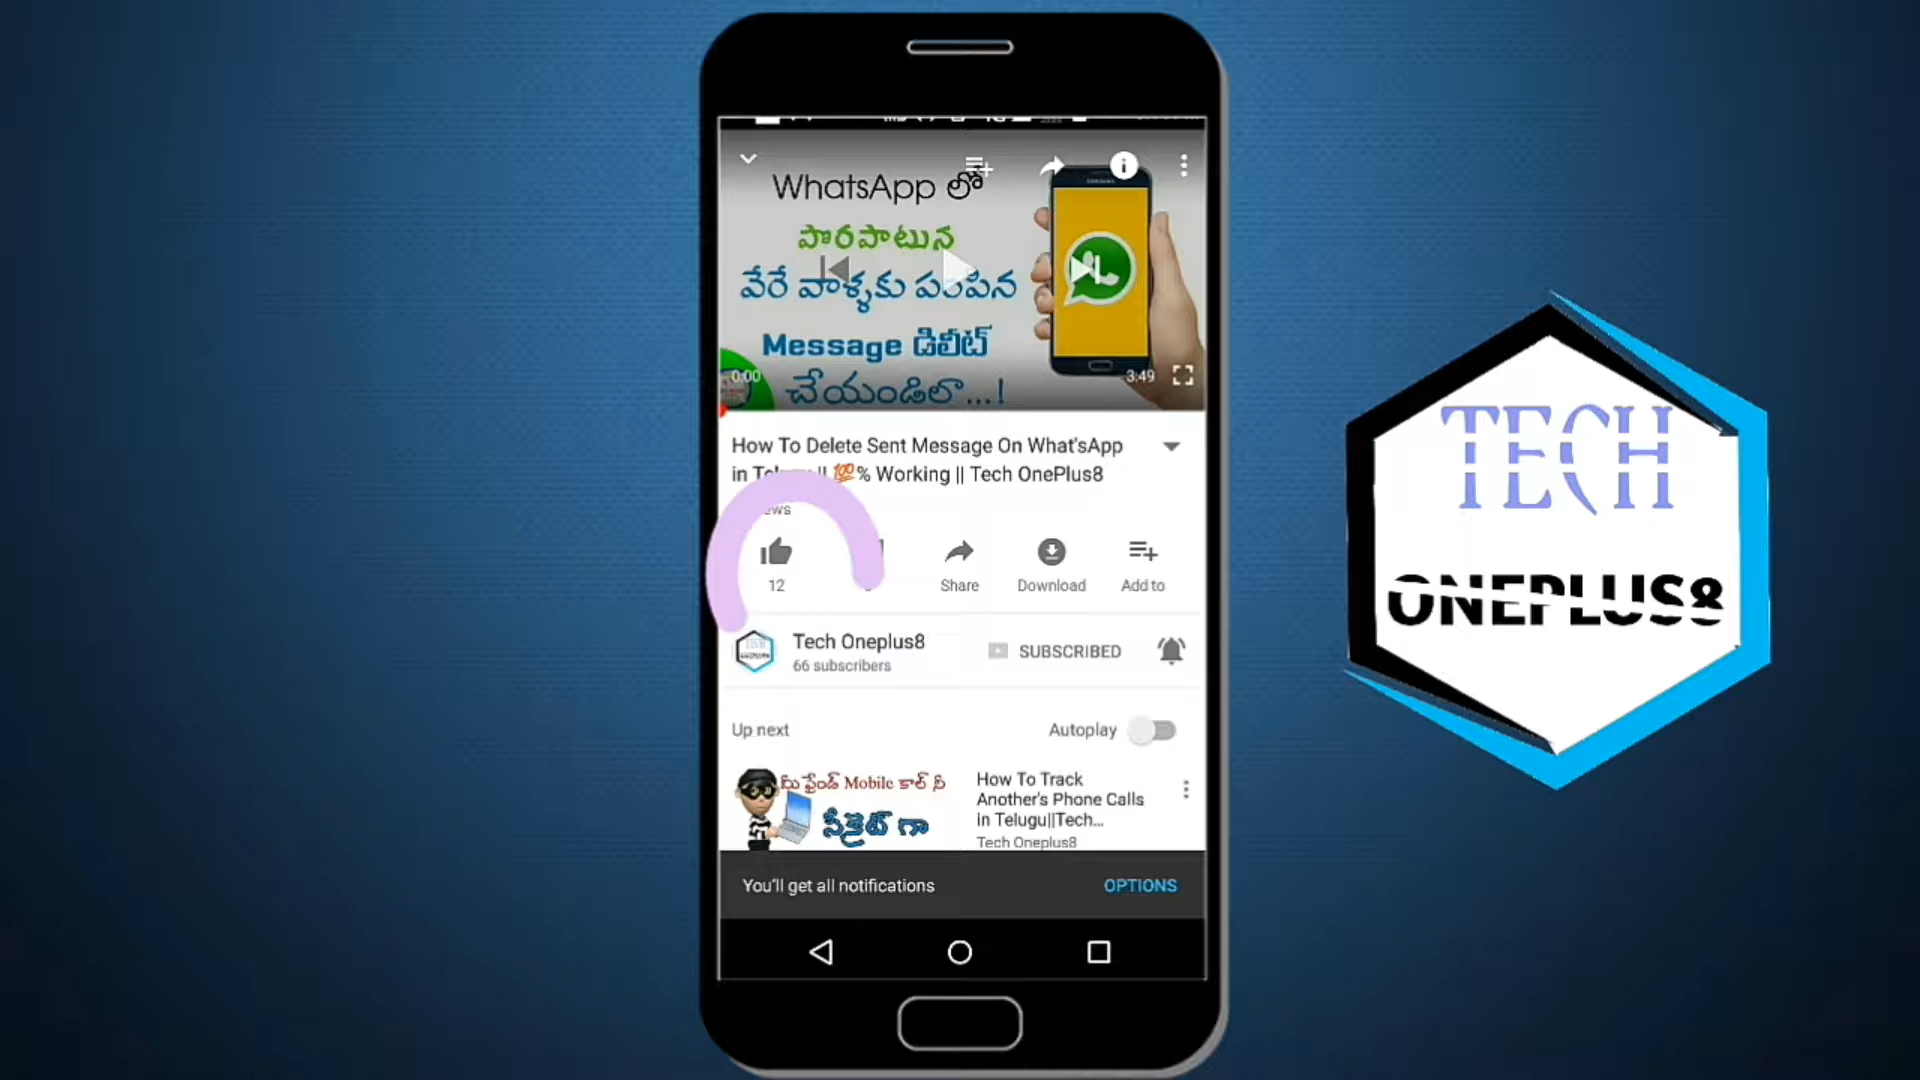 WhatsApp లో
పొరపాటున
వేరే వాళ్ళకు పంపిన
Message డిలీట్
చేయండిలా...!
0:00
3:49
How To Delete Sent Message On What'sApp
in || 💯% Working || Tech OnePlus8
12
Share
Download
Add to
Tech Oneplus8
66 subscribers
SUBSCRIBED
Up next
Autoplay
మీ ఫ్రెండ్ Mobile కాల్ నీ
సీక్రెట్ గా
How To Track
Another's Phone Calls
in Telugu||Tech...
Tech Oneplus8
You'll get all notifications
OPTIONS
TECH
ONEPLUS8